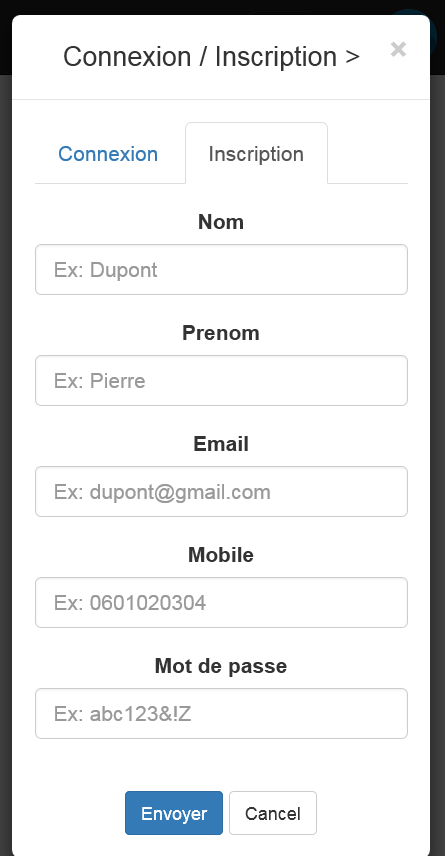 Connexion / Inscription >
×
Connexion Inscription
Nom
Ex: Dupont
Prenom
Ex: Pierre
Email
Ex: dupont@gmail.com
Mobile
Ex: 0601020304
Mot de passe
Ex: abc123&!Z
Envoyer Cancel